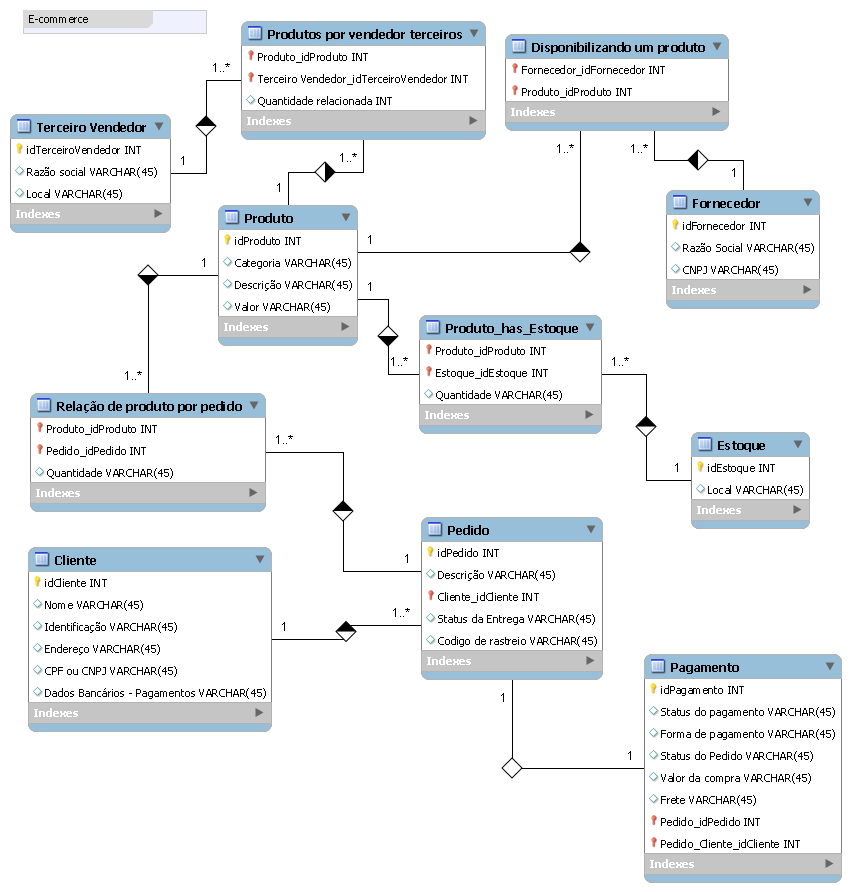 E-commerce
Produtos por vendedor terceiros
Produto_idProduto INT
Terceiro Vendedor_idTerceiroVendedor INT
Quantidade relacionada INT
Indexes
Disponibilizando um produto
Fornecedor_idFornecedor INT
Produto_idProduto INT
Indexes
1..*
1
Terceiro Vendedor
idTerceiroVendedor INT
Razão social VARCHAR(45)
Local VARCHAR(45)
Indexes
1..*
1
1..*
1
1..*
1
Fornecedor
idFornecedor INT
Razão Social VARCHAR(45)
CNPJ VARCHAR(45)
Indexes
Produto
idProduto INT
Categoria VARCHAR(45)
Descrição VARCHAR(45)
Valor VARCHAR(45)
Indexes
1
1..*
1
1..*
Produto_has_Estoque
Produto_idProduto INT
Estoque_idEstoque INT
Quantidade VARCHAR(45)
Indexes
1..*
1
Estoque
idEstoque INT
Local VARCHAR(45)
Indexes
Relação de produto por pedido
Produto_idProduto INT
Pedido_idPedido INT
Quantidade VARCHAR(45)
Indexes
1..*
1
Pedido
idPedido INT
Descrição VARCHAR(45)
Cliente_idCliente INT
Status da Entrega VARCHAR(45)
Codigo de rastreio VARCHAR(45)
Indexes
Cliente
idCliente INT
Nome VARCHAR(45)
Identificação VARCHAR(45)
Endereço VARCHAR(45)
CPF ou CNPJ VARCHAR(45)
Dados Bancários - Pagamentos VARCHAR(45)
Indexes
1
1..*
1
1
Pagamento
idPagamento INT
Status do pagamento VARCHAR(45)
Forma de pagamento VARCHAR(45)
Status do Pedido VARCHAR(45)
Valor da compra VARCHAR(45)
Frete VARCHAR(45)
Pedido_idPedido INT
Pedido_Cliente_idCliente INT
Indexes